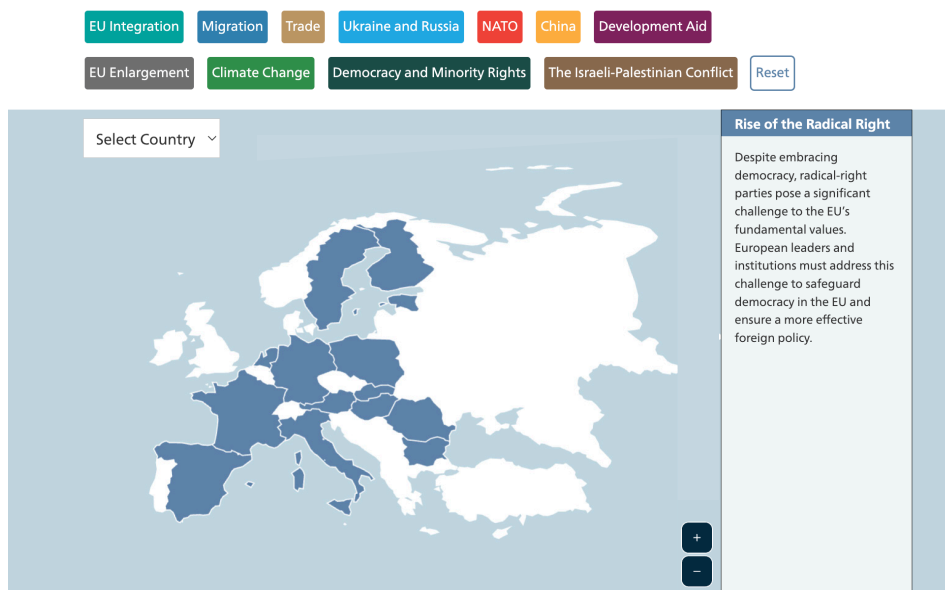 EU Integration
Migration
Trade
Ukraine and Russia
NATO
China
Development Aid
EU Enlargement
Climate Change
Democracy and Minority Rights
The Israeli-Palestinian Conflict
Reset
Select Country
Rise of the Radical Right
Despite embracing
democracy, radical-right
parties pose a significant
challenge to the EU's
fundamental values.
European leaders and
institutions must address this
challenge to safeguard
democracy in the EU and
ensure a more effective
foreign policy.
+
−